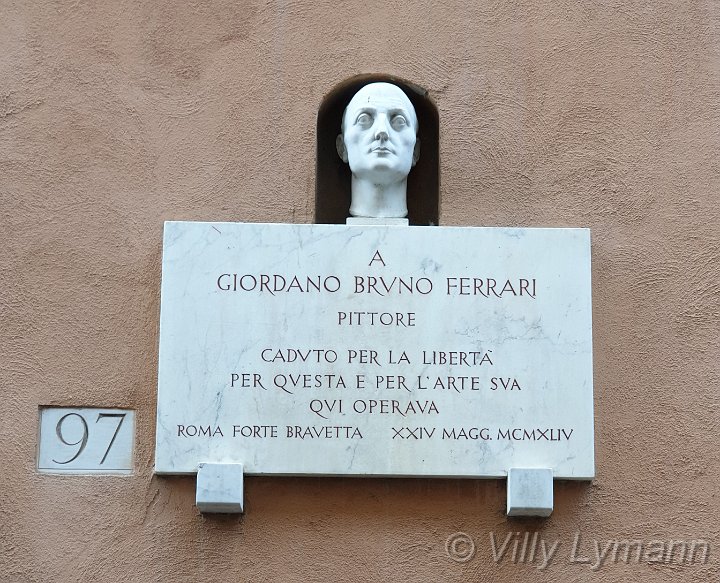 A
GIORDANO BRVNO FERRARI
PITTORE
CADVTO PER LA LIBERTÀ
PER QVESTA E PER L'ARTE SVA
QVI OPERAVA
ROMA FORTE BRAVETTA XXIV MAGG. MCMXLIV
97
© Villy Lymann